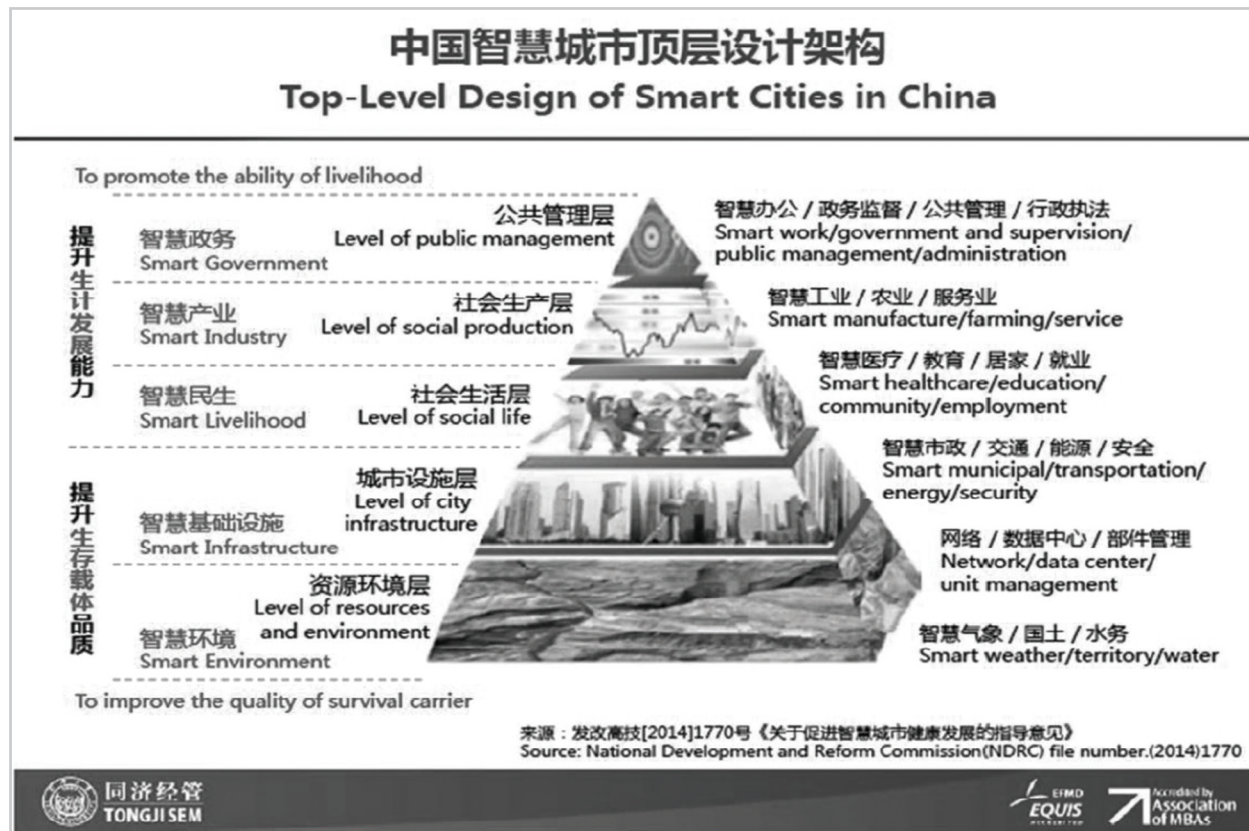 中国智慧城市顶层设计架构
Top-Level Design of Smart Cities in China
To promote the ability of livelihood
提升生计发展能力
智慧政务
Smart Government
公共管理层
Level of public management
智慧办公 / 政务监督 / 公共管理 / 行政执法
Smart work/government and supervision/
public management/administration
智慧产业
Smart Industry
社会生产层
Level of social production
智慧工业 / 农业 / 服务业
Smart manufacture/farming/service
智慧民生
Smart Livelihood
社会生活层
Level of social life
智慧医疗 / 教育 / 居家 / 就业
Smart healthcare/education/
community/employment
提升生存载体品质
智慧基础设施
Smart Infrastructure
城市设施层
Level of city
infrastructure
智慧市政 / 交通 / 能源 / 安全
Smart municipal/transportation/
energy/security
网络 / 数据中心 / 部件管理
Network/data center/
unit management
智慧环境
Smart Environment
资源环境层
Level of resources
and environment
智慧气象 / 国土 / 水务
Smart weather/territory/water
To improve the quality of survival carrier
来源：发改高技[2014]1770号《关于促进智慧城市健康发展的指导意见》
Source: National Development and Reform Commission(NDRC) file number.(2014)1770
同济经管
TONGJI SEM
EFMD
EQUIS
Accredited by
Association
of MBAs